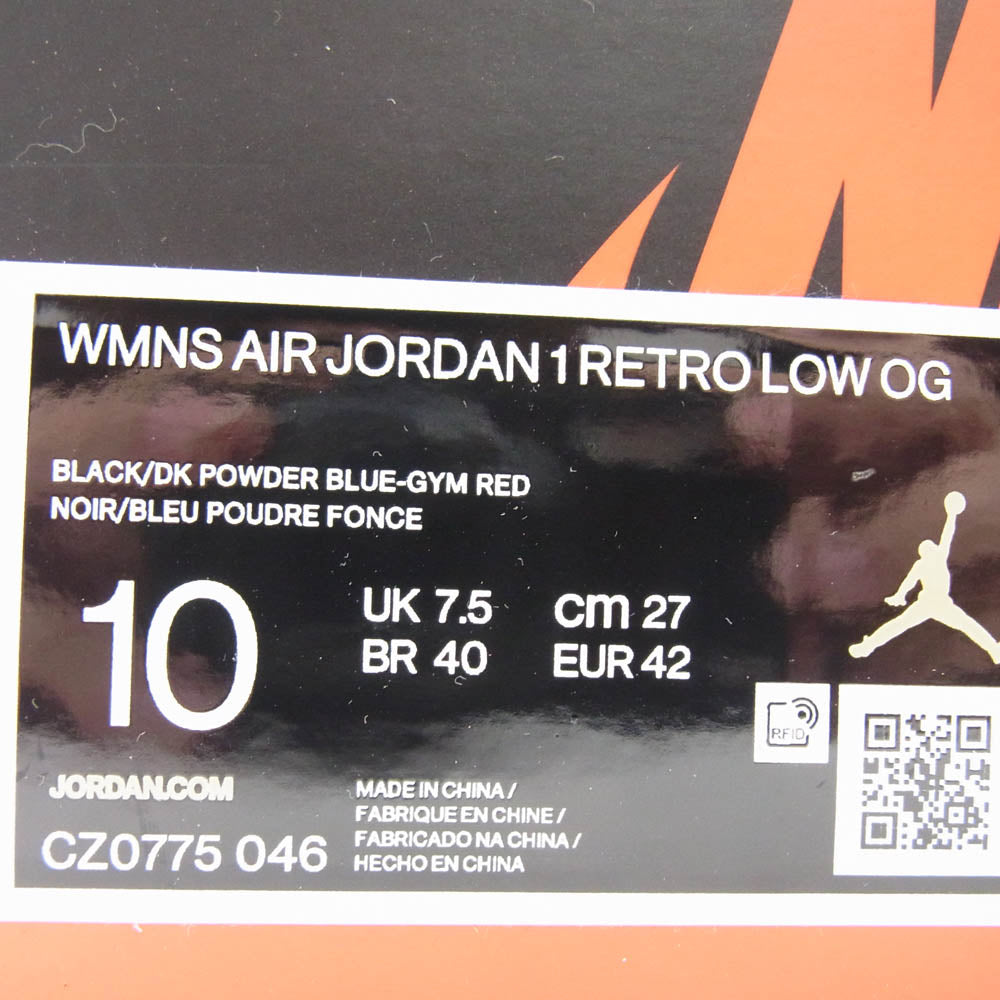 WMNS AIR JORDAN 1 RETRO LOW OG
BLACK/DK POWDER BLUE-GYM RED
NOIR/BLEU POUDRE FONCE
10
UK 7.5 cm 27
BR 40 EUR 42
RFID
JORDAN.COM
CZ0775 046
MADE IN CHINA /
FABRIQUE EN CHINE /
FABRICADO NA CHINA /
HECHO EN CHINA